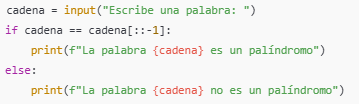 cadena = input("Escribe una palabra: ")
if cadena == cadena[::-1]:
    print(f"La palabra {cadena} es un palíndromo")
else:
    print(f"La palabra {cadena} no es un palíndromo")